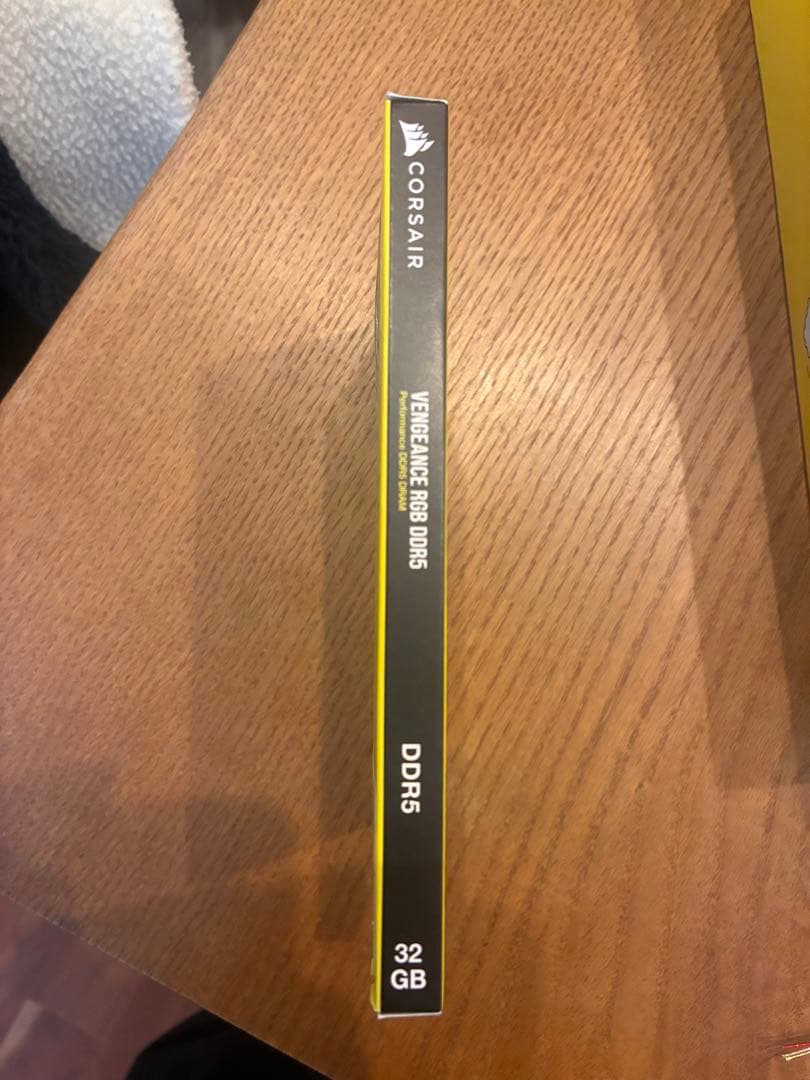 CORSAIR
VENGEANCE RGB DDR5
Performance DDR5 DRAM
DDR5
32
GB